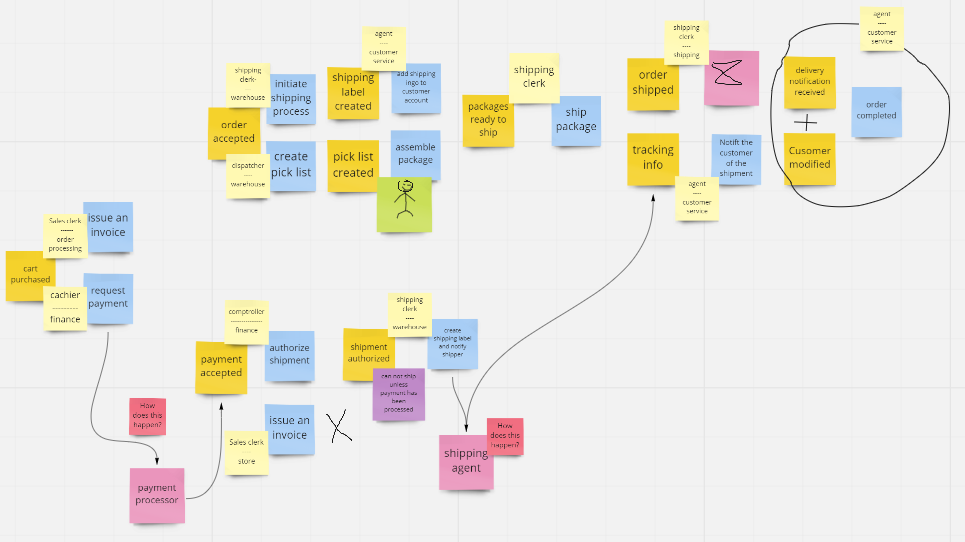 agent
----
customer
service
shipping
clerk-
-
warehouse
initiate
shipping
process
shipping
label
created
add shipping
ingo to
customer
account
order
accepted
dispatcher
----
warehouse
create
pick list
pick list
created
assemble
package
shipping
clerk
packages
ready to
ship
ship
package
shipping
clerk
----
shipping
order
shipped
tracking
info
Notift the
customer
of the
shipment
agent
----
customer
service
agent
----
customer
service
delivery
notification
received
+
Cusomer
modified
order
completed
Sales clerk
------
order
processing
issue an
invoice
cart
purchased
cachier
---------
finance
request
payment
How
does this
happen?
payment
processor
comptroller
--------------
finance
payment
accepted
authorize
shipment
issue an
invoice
Sales clerk
----
store
X
shipping
clerk
----
warehouse
shipment
authorized
create
shipping label
and notify
shipper
can not ship
unless
payment has
been
processed
shipping
agent
How
does this
happen?